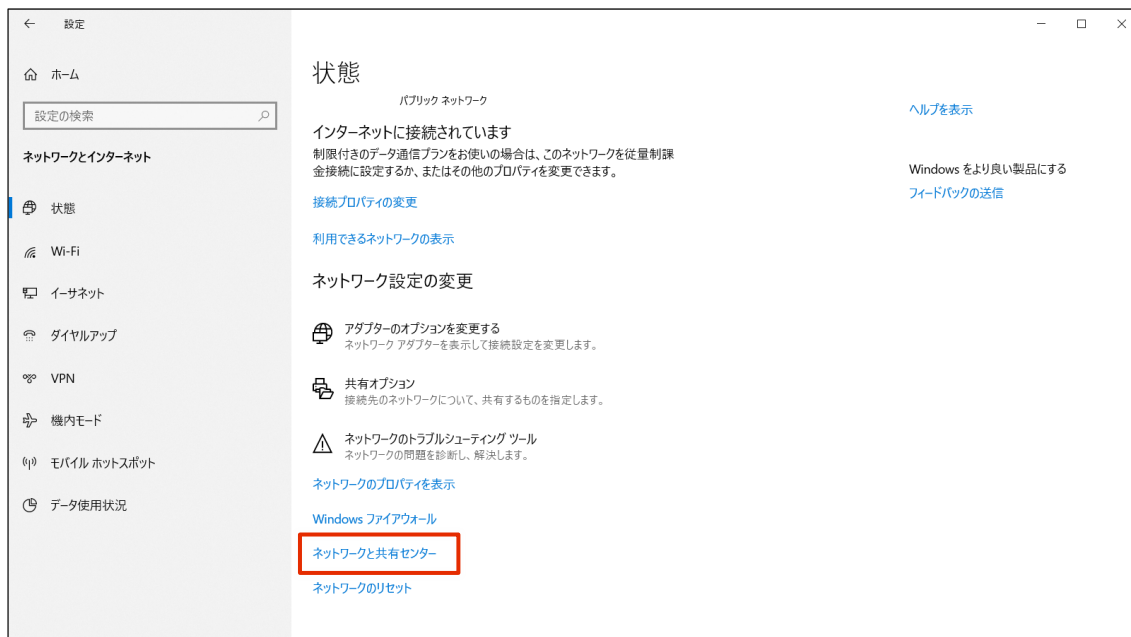 設定
ホーム
設定の検索
ネットワークとインターネット
状態
Wi-Fi
イーサネット
ダイヤルアップ
VPN
機内モード
モバイル ホットスポット
データ使用状況
状態
パブリック ネットワーク
インターネットに接続されています
制限付きのデータ通信プランをお使いの場合は、このネットワークを従量制課
金接続に設定するか、またはその他のプロパティを変更できます。
接続プロパティの変更
利用できるネットワークの表示
ネットワーク設定の変更
アダプターのオプションを変更する
ネットワーク アダプターを表示して接続設定を変更します。
共有オプション
接続先のネットワークについて、共有するものを指定します。
ネットワークのトラブルシューティング ツール
ネットワークの問題を診断し、解決します。
ネットワークのプロパティを表示
Windows ファイアウォール
ネットワークと共有センター
ネットワークのリセット
ヘルプを表示
Windows をより良い製品にする
フィードバックの送信